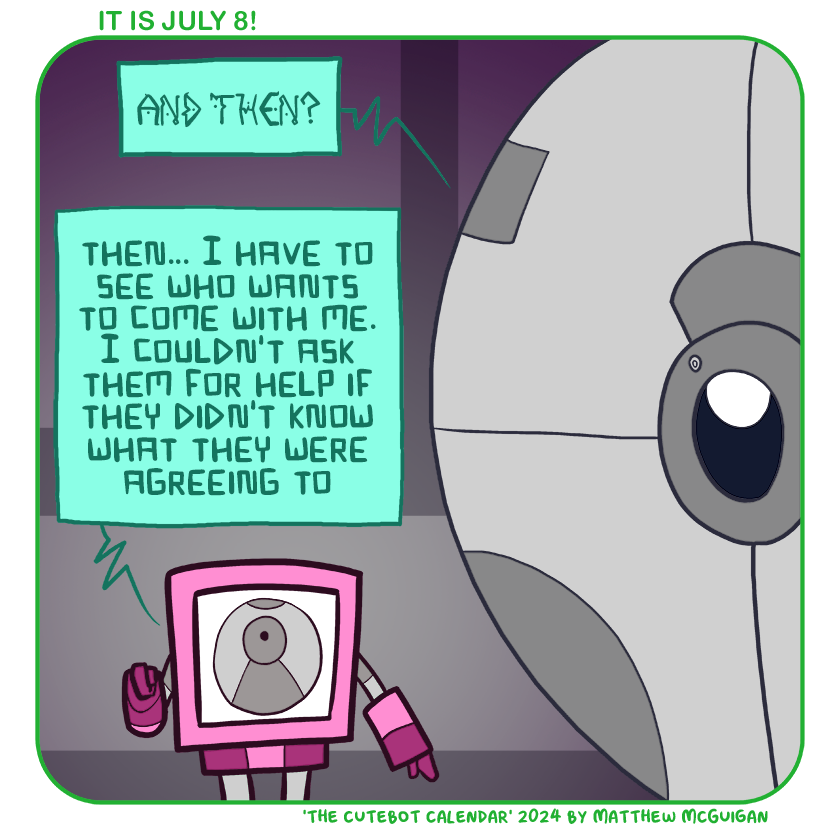 IT IS JULY 8!
AND THEN?
THEN... I HAVE TO
SEE WHO WANTS
TO COME WITH ME.
I COULDN'T ASK
THEM FOR HELP IF
THEY DIDN'T KNOW
WHAT THEY WERE
AGREEING TO
'THE CUTEBOT CALENDAR' 2024 BY MATTHEW MCGUIGAN